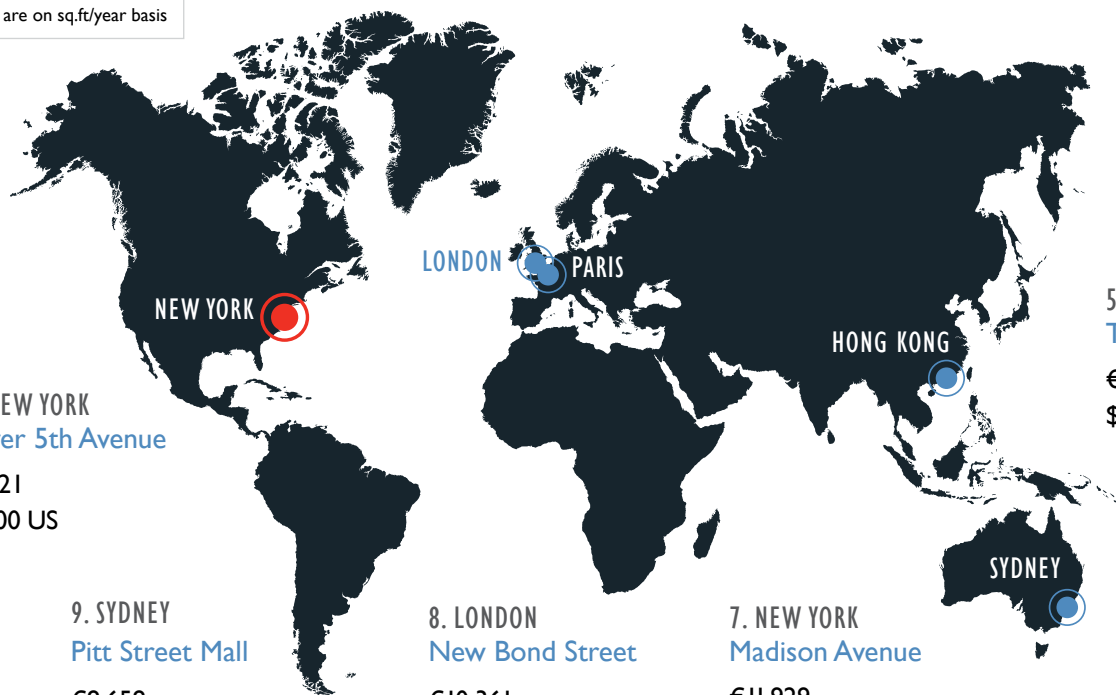 are on sq.ft/year basis
LONDON
PARIS
NEW YORK
HONG KONG
5
€
$
EW YORK
er 5th Avenue
21
00 US
SYDNEY
9. SYDNEY
Pitt Street Mall
8. LONDON
New Bond Street
7. NEW YORK
Madison Avenue